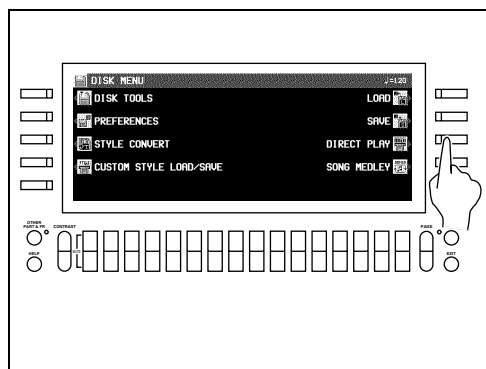 DISK MENU ♩=120
DISK TOOLS LOAD
PREFERENCES SAVE
STYLE CONVERT DIRECT PLAY
CUSTOM STYLE LOAD/SAVE SONG MEDLEY
OTHER
PART & FR CONTRAST PAGE
HELP EXIT